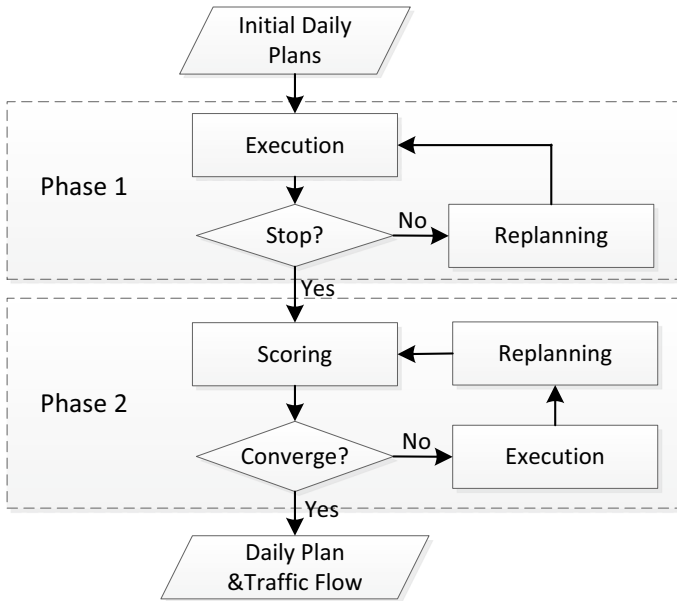 Initial Daily
Plans
Phase 1
Execution
Stop?
No
Replanning
Yes
Phase 2
Scoring
Replanning
Converge?
No
Execution
Yes
Daily Plan
&Traffic Flow